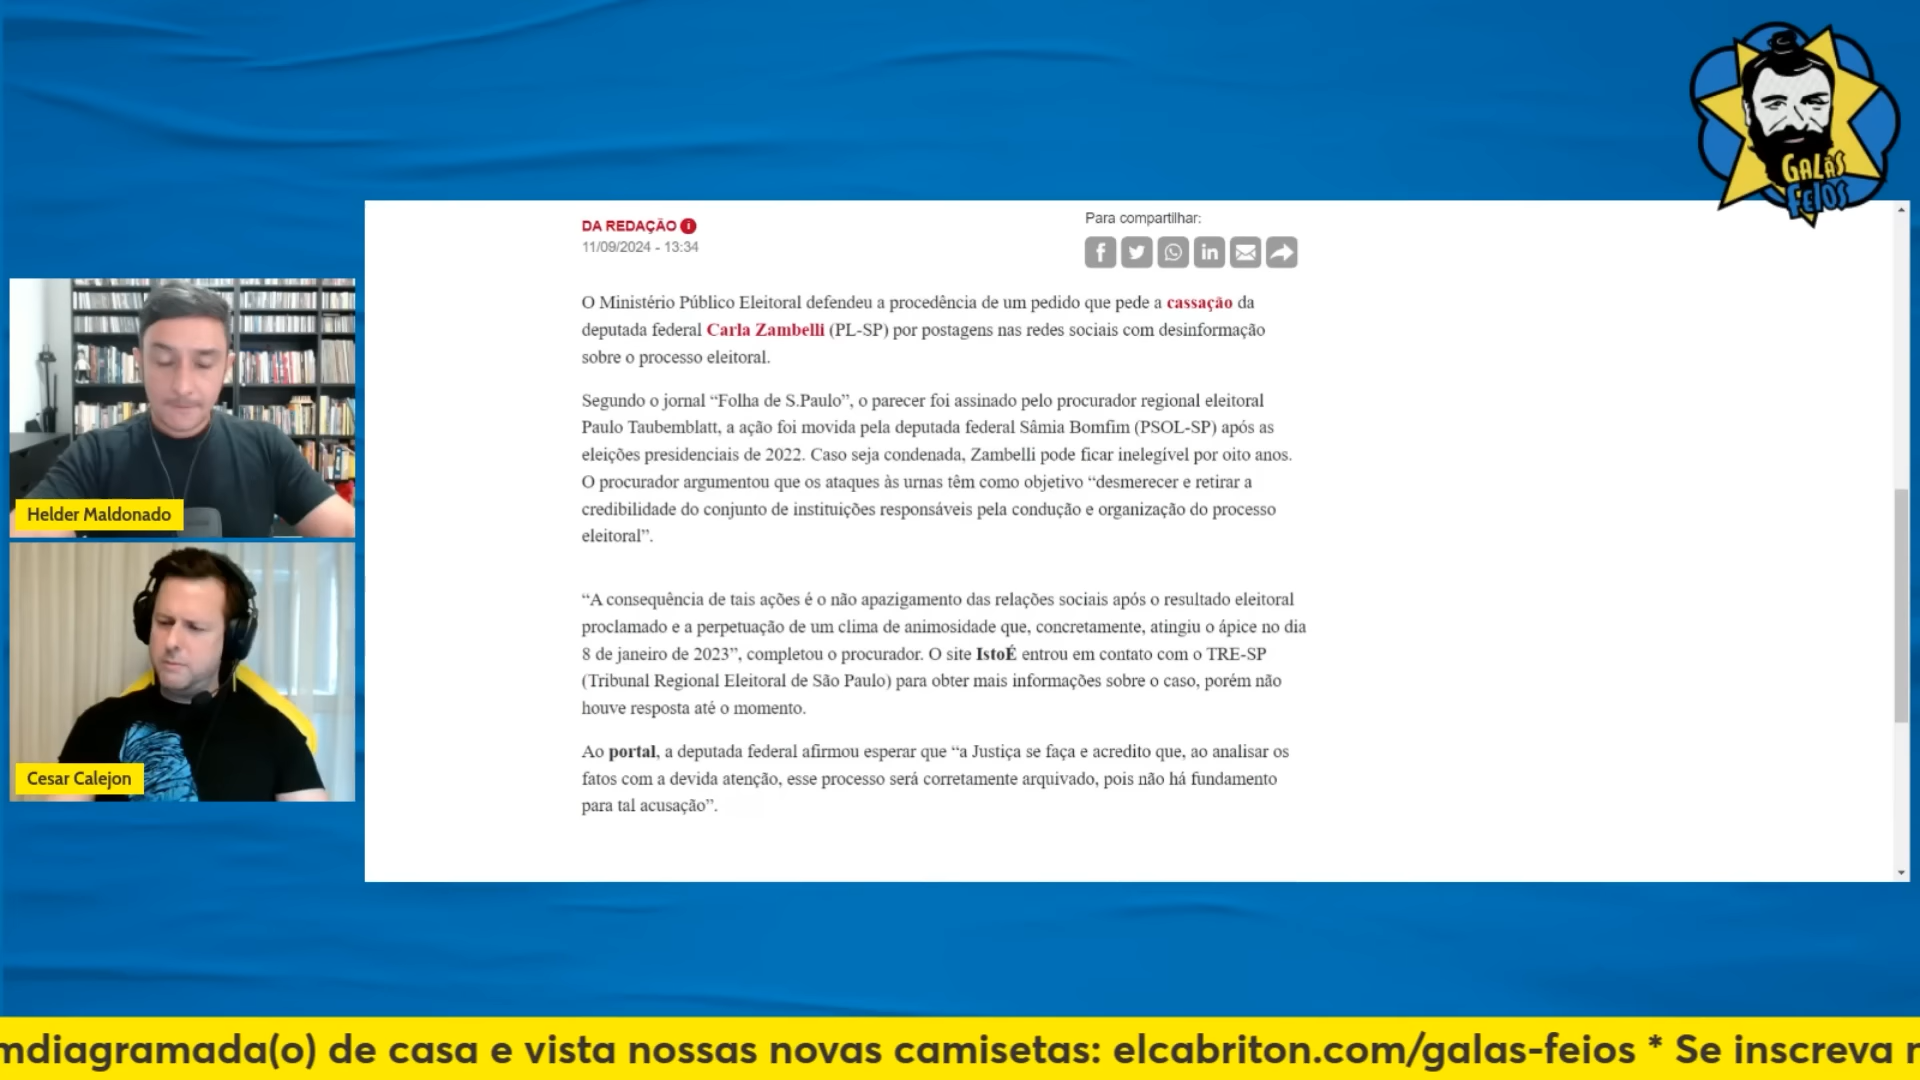 GALÃS
FEIOS
DA REDAÇÃO i
11/09/2024 - 13:34
Para compartilhar:
O Ministério Público Eleitoral defendeu a procedência de um pedido que pede a cassação da
deputada federal Carla Zambelli (PL-SP) por postagens nas redes sociais com desinformação
sobre o processo eleitoral.
Segundo o jornal “Folha de S.Paulo”, o parecer foi assinado pelo procurador regional eleitoral
Paulo Taubemblatt, a ação foi movida pela deputada federal Sâmia Bomfim (PSOL-SP) após as
eleições presidenciais de 2022. Caso seja condenada, Zambelli pode ficar inelegível por oito anos.
O procurador argumentou que os ataques às urnas têm como objetivo “desmerecer e retirar a
credibilidade do conjunto de instituições responsáveis pela condução e organização do processo
eleitoral”.
“A consequência de tais ações é o não apazigamento das relações sociais após o resultado eleitoral
proclamado e a perpetuação de um clima de animosidade que, concretamente, atingiu o ápice no dia
8 de janeiro de 2023”, completou o procurador. O site IstoÉ entrou em contato com o TRE-SP
(Tribunal Regional Eleitoral de São Paulo) para obter mais informações sobre o caso, porém não
houve resposta até o momento.
Ao portal, a deputada federal afirmou esperar que “a Justiça se faça e acredito que, ao analisar os
fatos com a devida atenção, esse processo será corretamente arquivado, pois não há fundamento
para tal acusação”.
Helder Maldonado
Cesar Calejon
mdiagramada(o) de casa e vista nossas novas camisetas: elcabriton.com/galas-feios * Se inscreva n